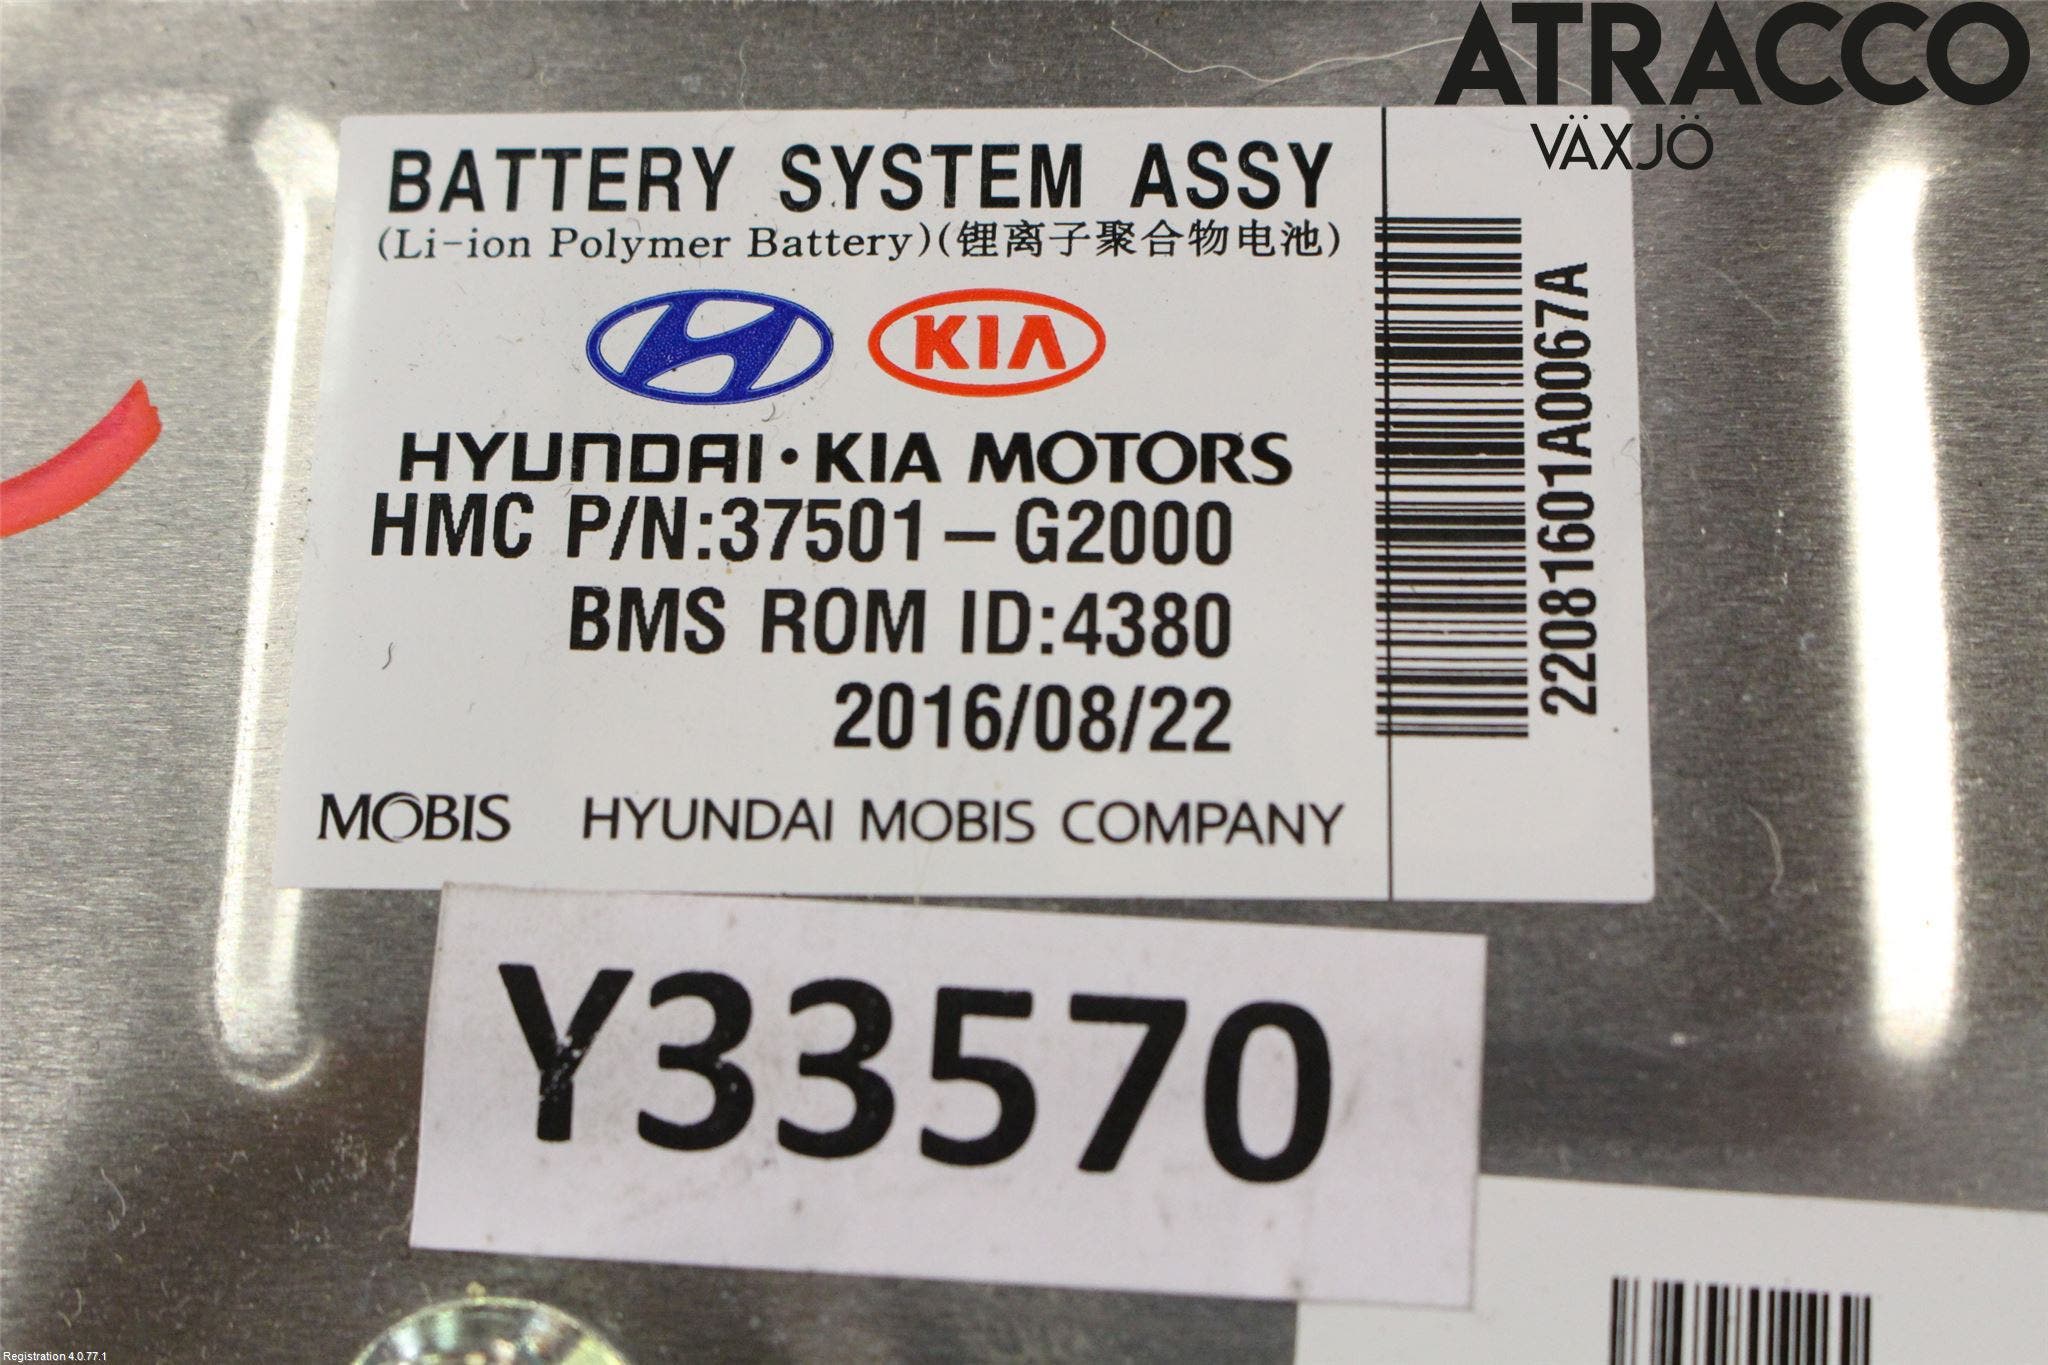 ATRACCO
VÄXJÖ
BATTERY SYSTEM ASSY
(Li-ion Polymer Battery)(锂离子聚合物电池)
KIA
HYUNDAI·KIA MOTORS
HMC P/N:37501-G2000
BMS ROM ID:4380
2016/08/22
MOBIS HYUNDAI MOBIS COMPANY
22081601A0067A
Y33570
Registration 4.0.77.1